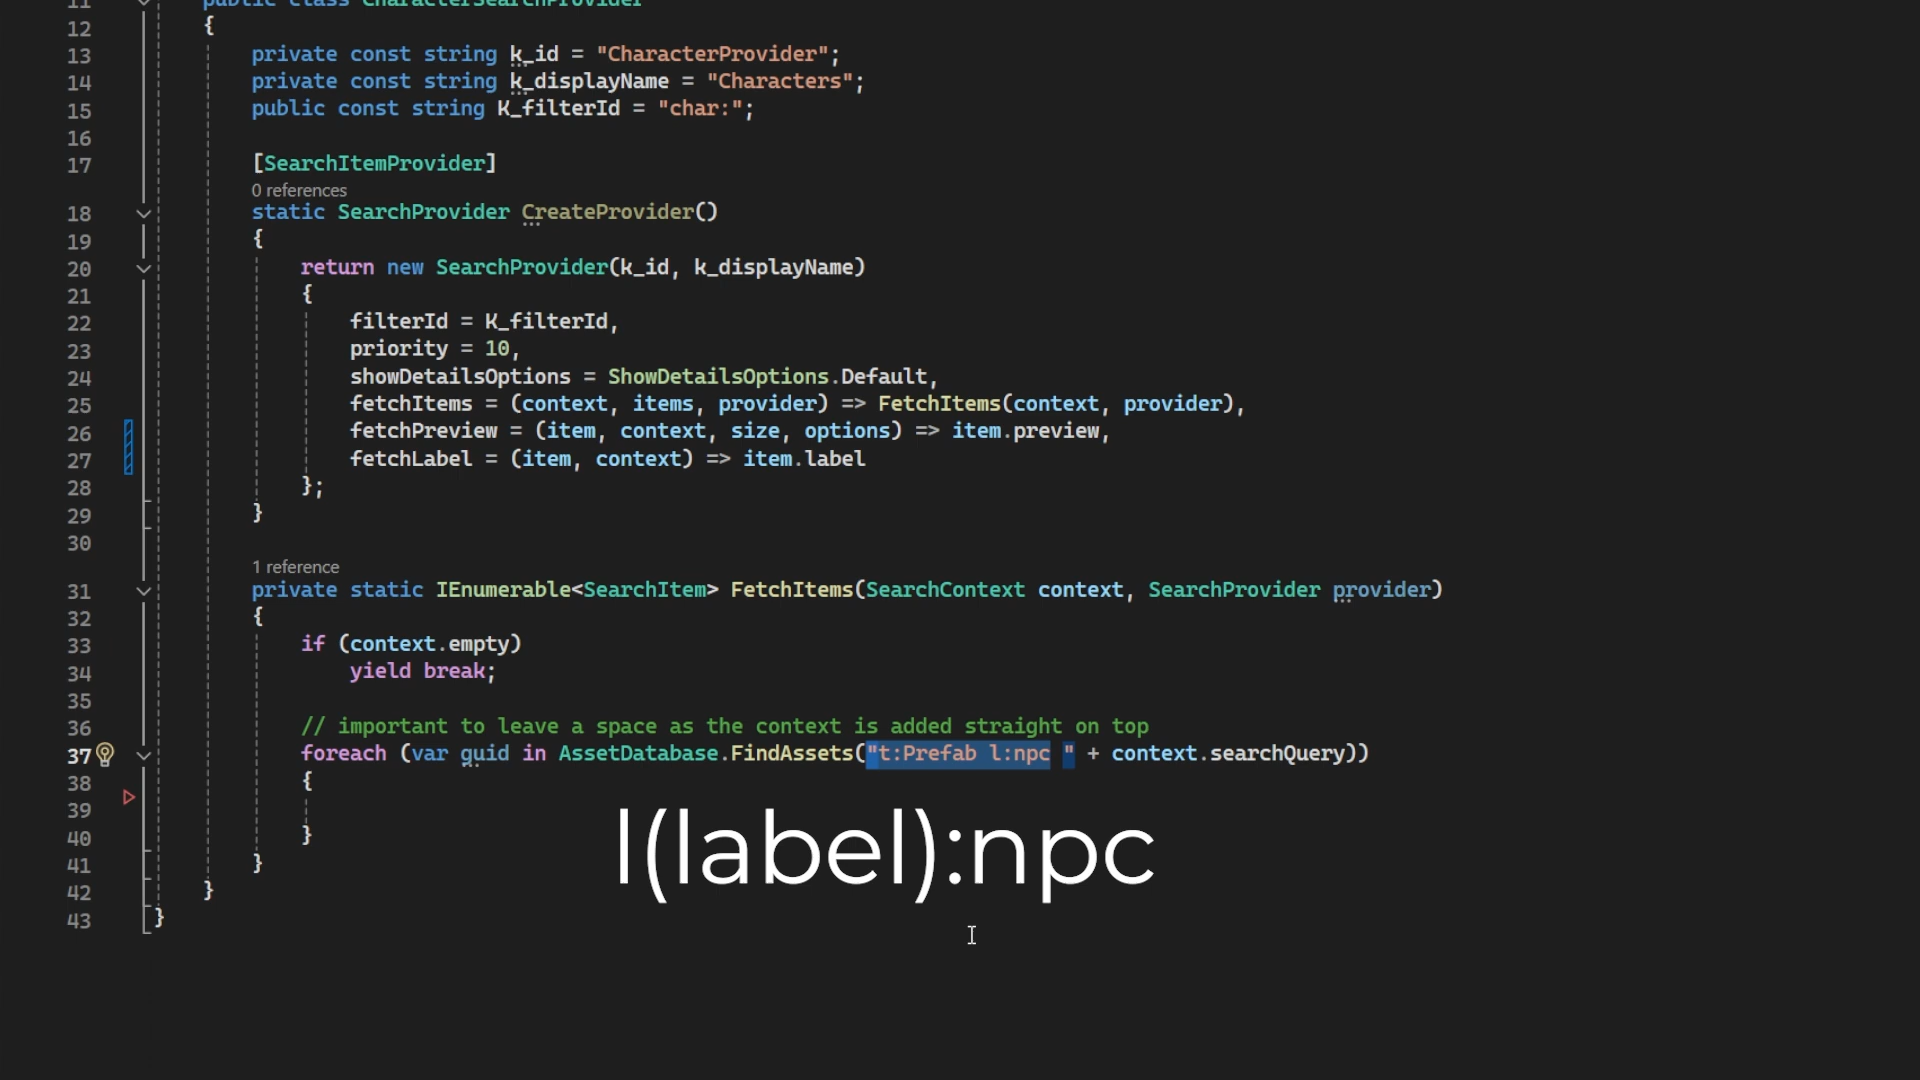 11 public class CharacterSearchProvider
12 {
13 private const string k_id = "CharacterProvider";
14 private const string k_displayName = "Characters";
15 public const string K_filterId = "char:";
16
17 [SearchItemProvider]
0 references
18 static SearchProvider CreateProvider()
19 {
20 return new SearchProvider(k_id, k_displayName)
21 {
22 filterId = K_filterId,
23 priority = 10,
24 showDetailsOptions = ShowDetailsOptions.Default,
25 fetchItems = (context, items, provider) => FetchItems(context, provider),
26 fetchPreview = (item, context, size, options) => item.preview,
27 fetchLabel = (item, context) => item.label
28 };
29 }
30
1 reference
31 private static IEnumerable<SearchItem> FetchItems(SearchContext context, SearchProvider provider)
32 {
33 if (context.empty)
34 yield break;
35
36 // important to leave a space as the context is added straight on top
37 foreach (var guid in AssetDatabase.FindAssets("t:Prefab l:npc " + context.searchQuery))
38 {
39
40 }
41 }
42 }
43 }
l(label):npc